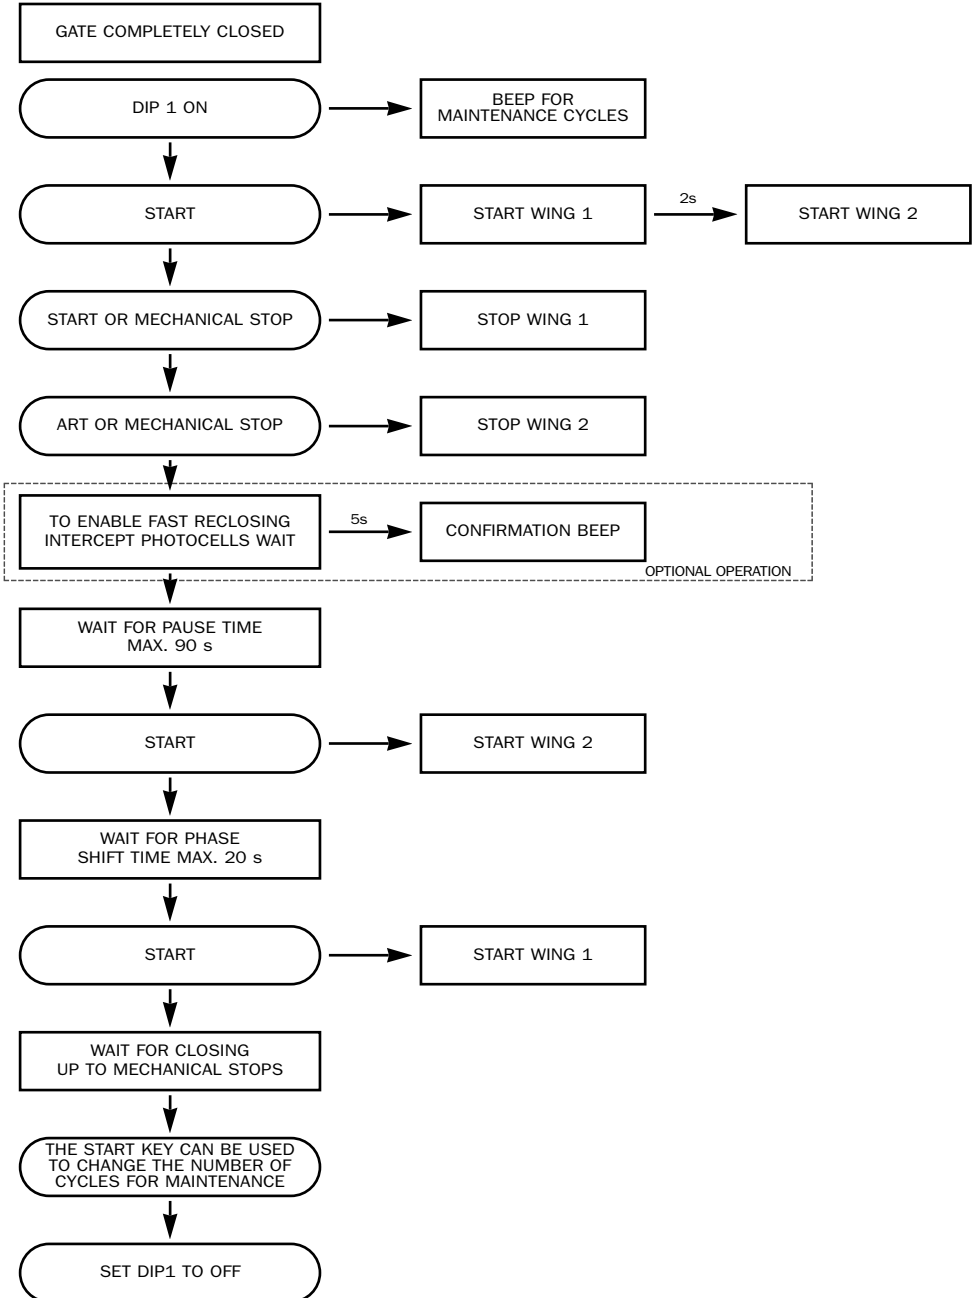 GATE COMPLETELY CLOSED
DIP 1 ON
BEEP FOR
MAINTENANCE CYCLES
START
START WING 1
2s
START WING 2
START OR MECHANICAL STOP
STOP WING 1
ART OR MECHANICAL STOP
STOP WING 2
TO ENABLE FAST RECLOSING
INTERCEPT PHOTOCELLS WAIT
5s
CONFIRMATION BEEP
OPTIONAL OPERATION
WAIT FOR PAUSE TIME
MAX. 90 s
START
START WING 2
WAIT FOR PHASE
SHIFT TIME MAX. 20 s
START
START WING 1
WAIT FOR CLOSING
UP TO MECHANICAL STOPS
THE START KEY CAN BE USED
TO CHANGE THE NUMBER OF
CYCLES FOR MAINTENANCE
SET DIP1 TO OFF